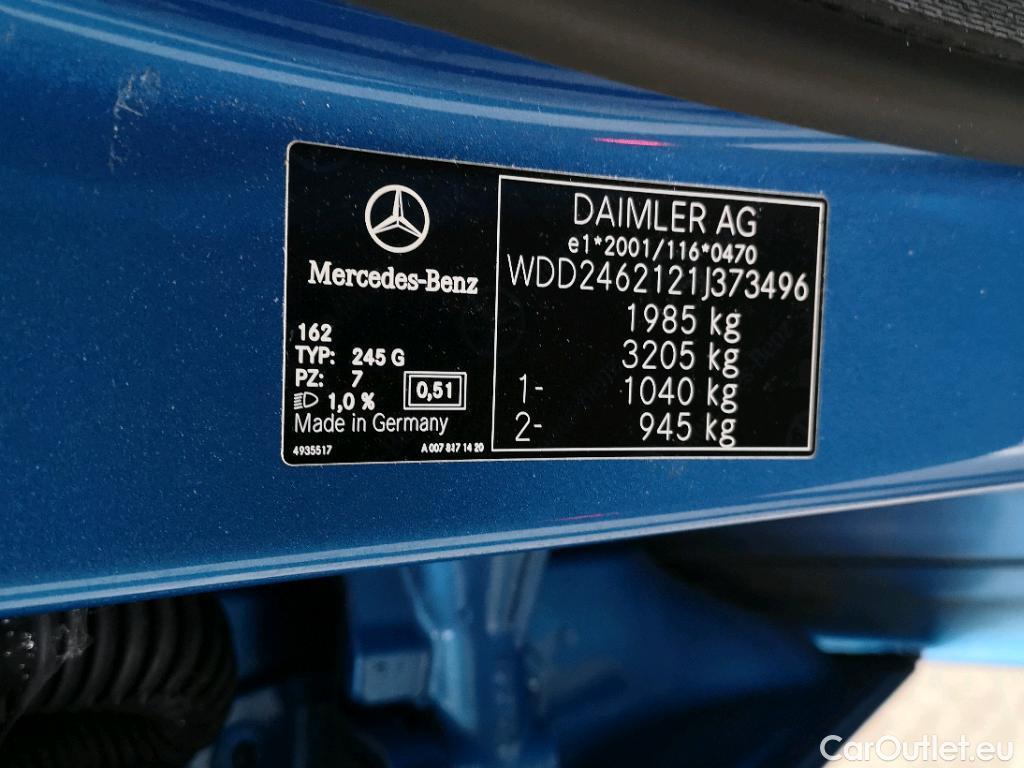 Mercedes-Benz
162
TYP: 245 G
PZ: 7
1,0 %
0,51
Made in Germany
4935517
A 007 817 14 20
DAIMLER AG
e1*2001/116*0470
WDD2462121J373496
1985 kg
3205 kg
1- 1040 kg
2- 945 kg
CarOutlet.eu